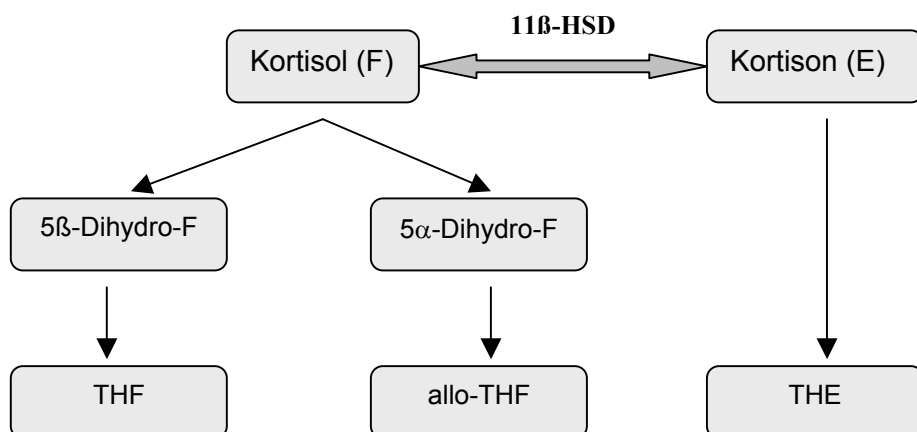 11ß-HSD
Kortisol (F)
Kortison (E)
5ß-Dihydro-F
5α-Dihydro-F
THF
allo-THF
THE